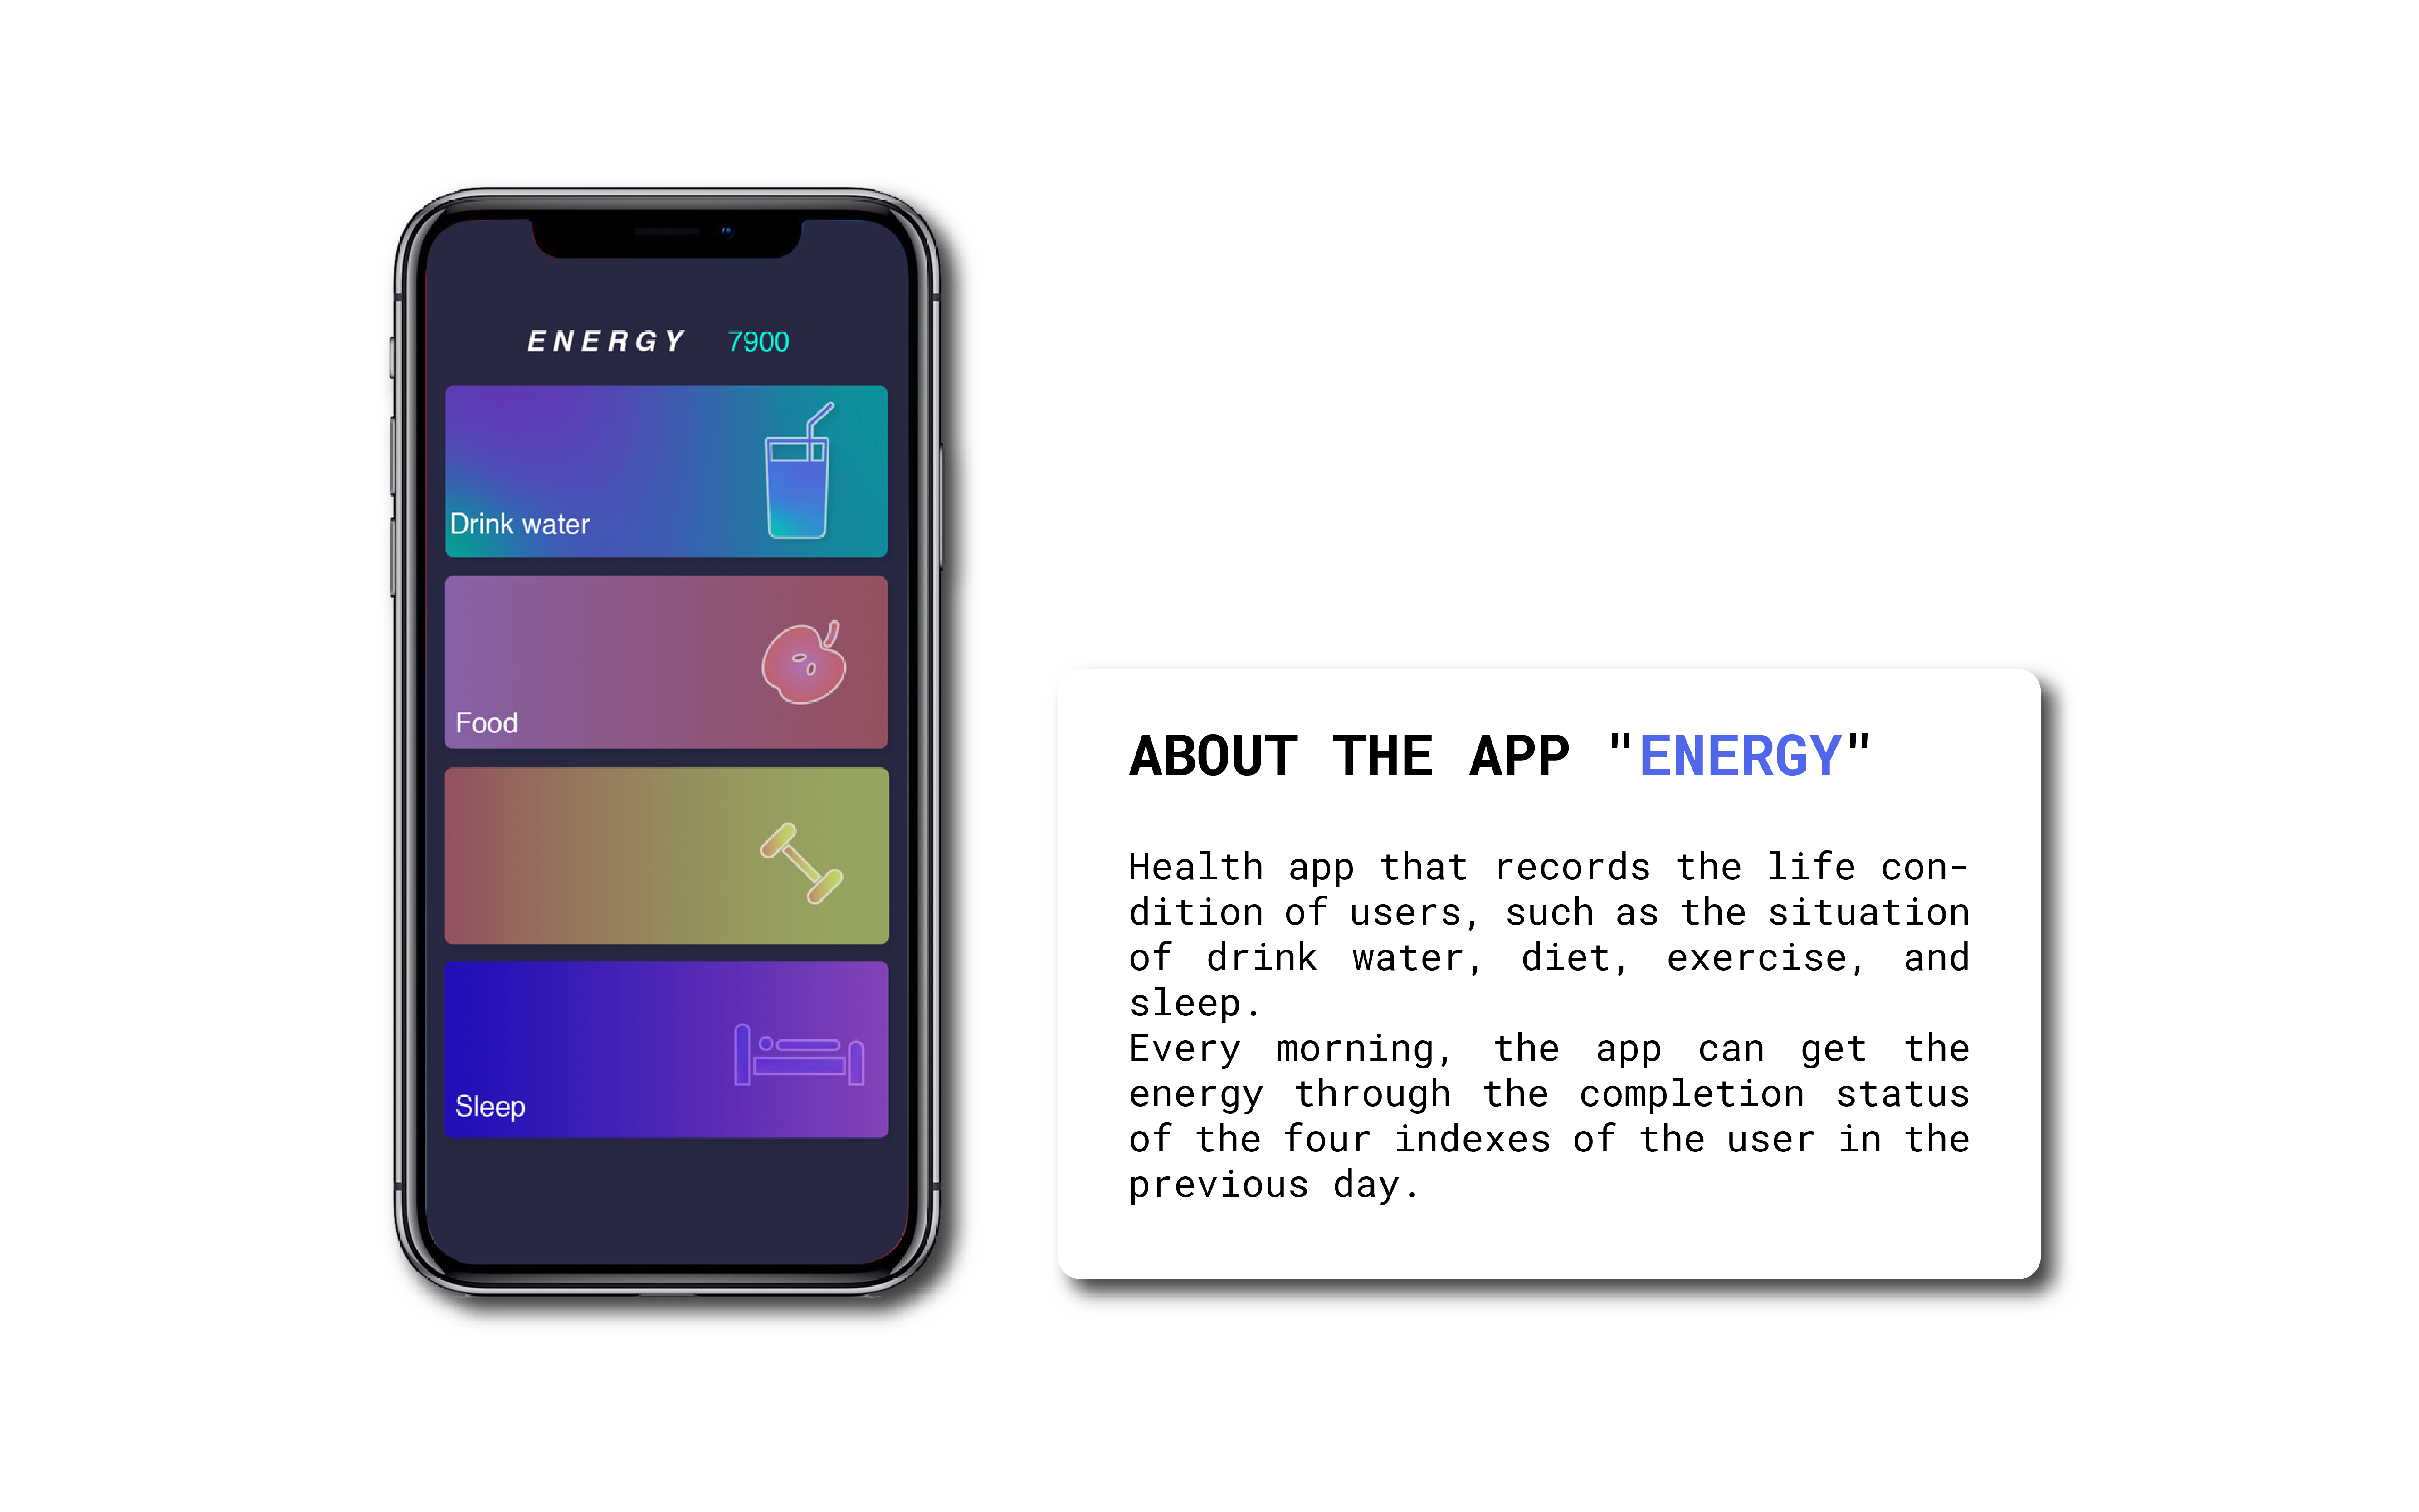 ENERGY 7900
Drink water
Food
Sleep
ABOUT THE APP "ENERGY"
Health app that records the life con-
dition of users, such as the situation
of drink water, diet, exercise, and
sleep.
Every morning, the app can get the
energy through the completion status
of the four indexes of the user in the
previous day.